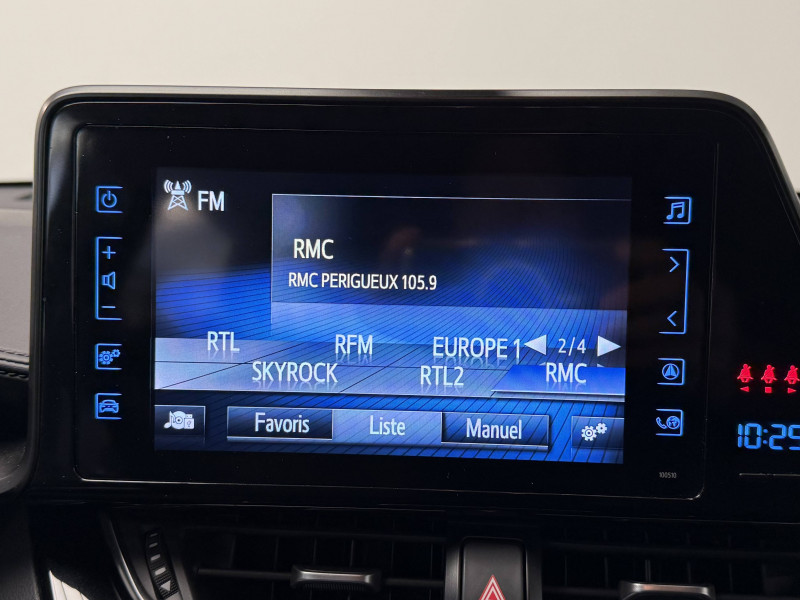 FM
RMC
RMC PERIGUEUX 105.9
RTL RFM EUROPE 1 2/4
SKYROCK RTL2 RMC
Favoris Liste Manuel
100510
10:25